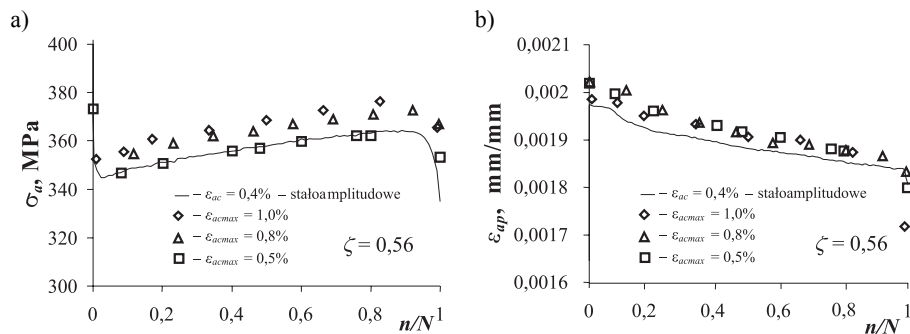 a)
σa, MPa
400
380
360
340
320
300
– εac = 0,4% – stałoamplitudowe
– εacmax = 1,0%
– εacmax = 0,8%
– εacmax = 0,5%
ζ = 0,56
0 0,2 0,4 0,6 0,8 1
n/N
b)
εap, mm/mm
0,0021
0,002
0,0019
0,0018
0,0017
0,0016
– εac = 0,4% – stałoamplitudowe
– εacmax = 1,0%
– εacmax = 0,8%
– εacmax = 0,5%
ζ = 0,56
0 0,2 0,4 0,6 0,8 1
n/N